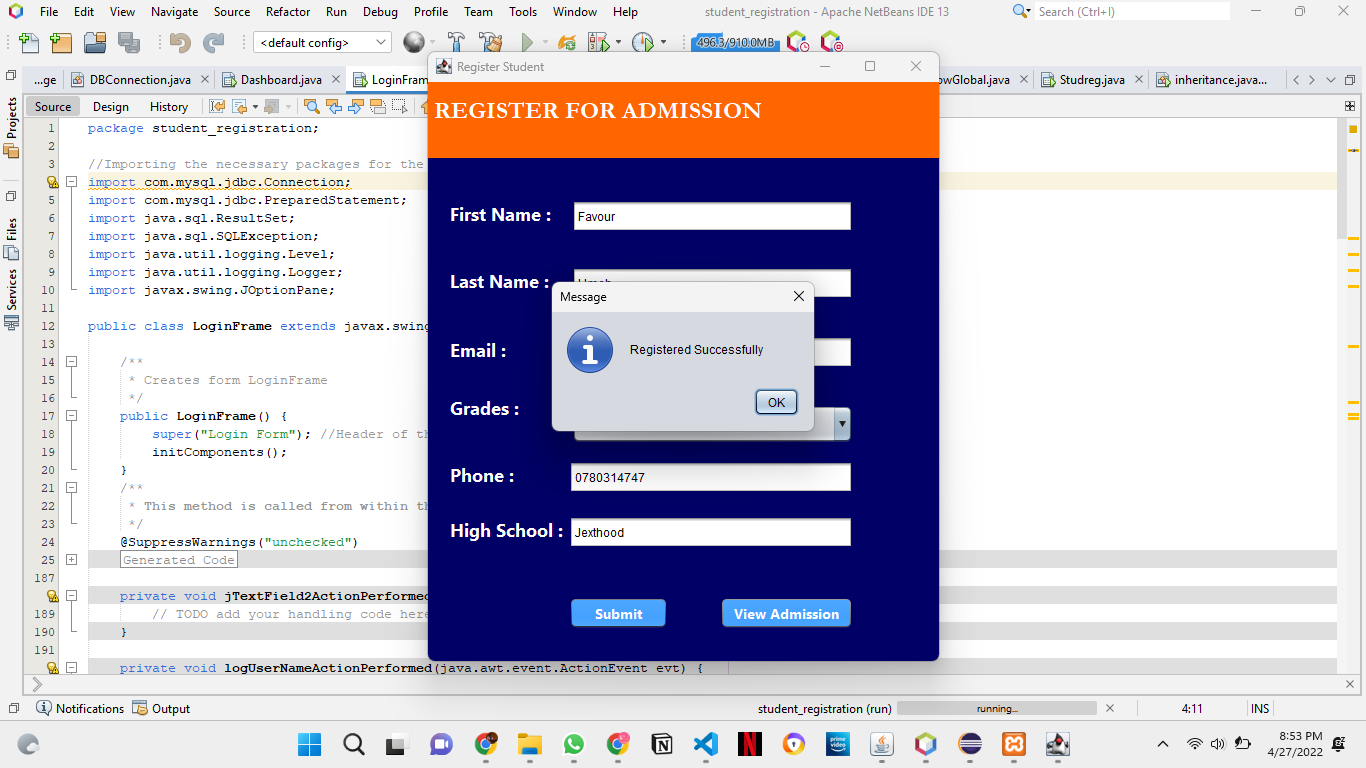 File Edit View Navigate Source Refactor Run Debug Profile Team Tools Window Help
student_registration - Apache NetBeans IDE 13
Search (Ctrl+I)
<default config>
496.3/910.0MB
...ge
DBConnection.java
Dashboard.java
LoginFram
owGlobal.java
Studreg.java
inheritance.java...
Source Design History
Projects
Files
Services
1 package student_registration;
2
3 //Importing the necessary packages for the
import com.mysql.jdbc.Connection;
5 import com.mysql.jdbc.PreparedStatement;
6 import java.sql.ResultSet;
7 import java.sql.SQLException;
8 import java.util.logging.Level;
9 import java.util.logging.Logger;
10 import javax.swing.JOptionPane;
11
12 public class LoginFrame extends javax.swing
13
14 /**
15 * Creates form LoginFrame
16 */
17 public LoginFrame() {
18 super("Login Form"); //Header of th
19 initComponents();
20 }
21 /**
22 * This method is called from within th
23 */
24 @SuppressWarnings("unchecked")
25 Generated Code
187
private void jTextField2ActionPerformed
189 // TODO add your handling code here
190 }
191
private void logUserNameActionPerformed(java.awt.event.ActionEvent evt) {
Register Student
REGISTER FOR ADMISSION
First Name : Favour
Last Name :
Email :
Grades :
Phone : 0780314747
High School : Jexthood
Submit View Admission
Message
Registered Successfully
OK
Notifications Output
student_registration (run) running...
4:11 INS
prime video
8:53 PM
4/27/2022